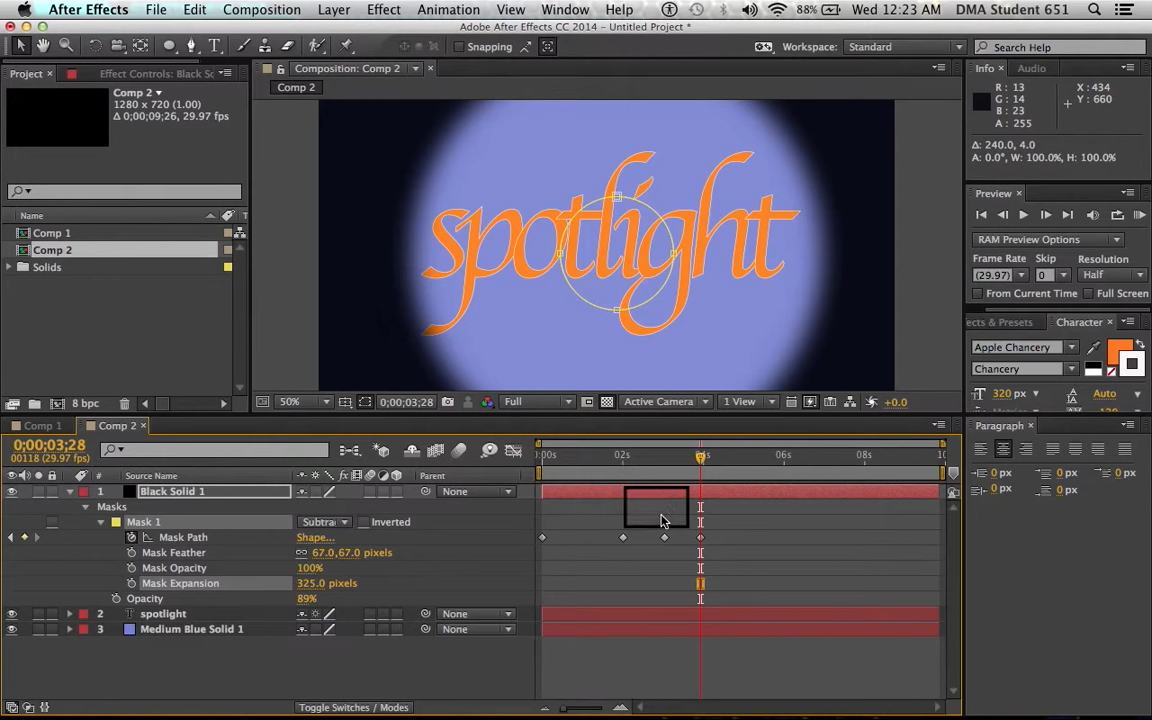 After Effects File Edit Composition Layer Effect Animation View Window Help 88% Wed 12:23 AM DMA Student 651
Adobe After Effects CC 2014 - Untitled Project *
Snapping Workspace: Standard Search Help
Project Effect Controls: Black Sc Composition: Comp 2 Info Audio
Comp 2
Comp 2
1280 x 720 (1.00)
Δ 0;00;09;26, 29.97 fps
R: 13 X: 434
G: 14 Y: 660
B: 23
A: 255
Δ: 240.0, 4.0
A: 0.0°, W: 100.0%, H: 100.0%
spotlight
Preview
RAM Preview Options
Frame Rate Skip Resolution
(29.97) 0 Half
From Current Time Full Screen
Name
Comp 1
Comp 2
Solids
ects & Presets Character
Apple Chancery
Chancery
320 px Auto
8 bpc 50% 0;00;03;28 Full Active Camera 1 View +0.0
Comp 1 Comp 2
Paragraph
0;00;03;28
00118 (29.97 fps)
:00s 02s 04s 06s 08s 10
0 px 0 px 0 px
0 px 0 px
# Source Name Parent
1 Black Solid 1 None
Masks
Mask 1 Subtra Inverted
Mask Path Shape...
Mask Feather 67.0,67.0 pixels
Mask Opacity 100%
Mask Expansion 325.0 pixels
Opacity 89%
2 T spotlight None
3 Medium Blue Solid 1 None
Toggle Switches / Modes